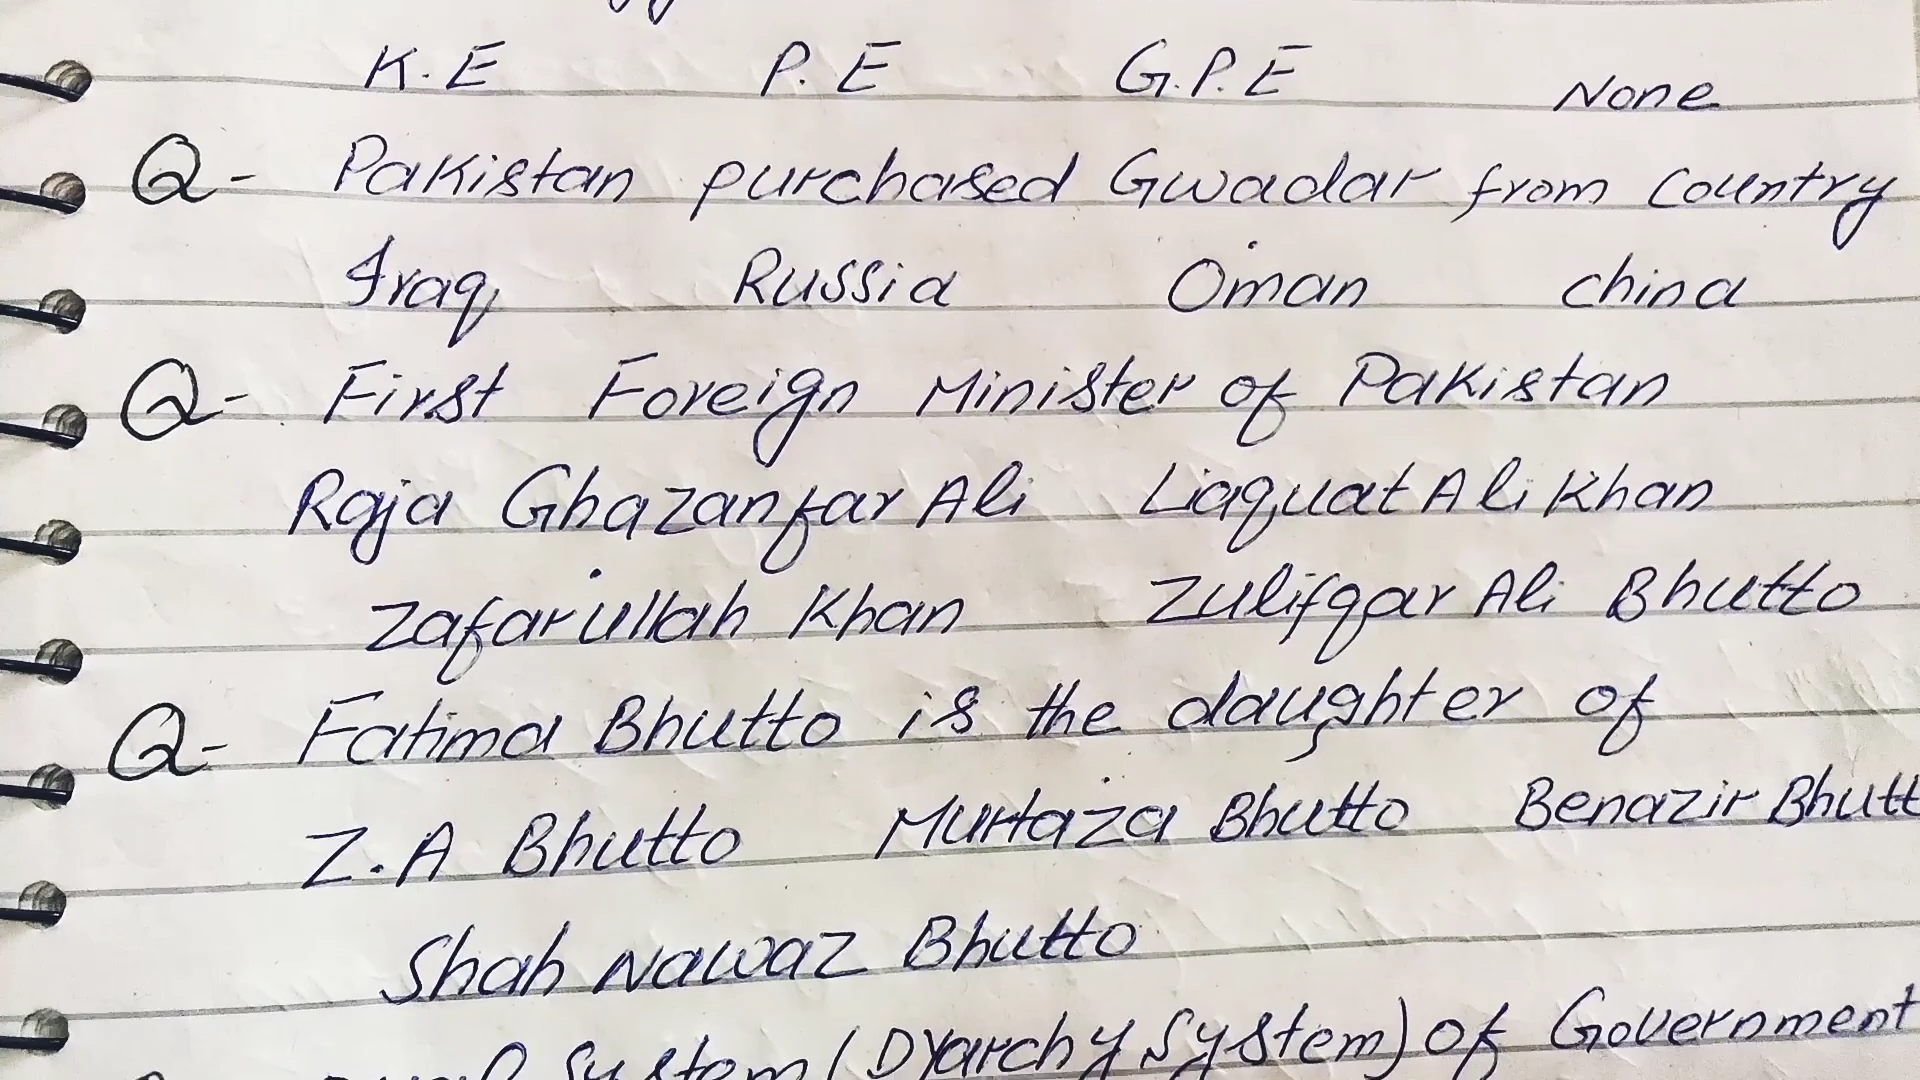 K.E P.E G.P.E None
Q- Pakistan purchased Gwadar from Country
Iraq Russia Oman china
Q- First Foreign Minister of Pakistan
Raja Ghazanfar Ali Liaquat Ali Khan
Zafarullah Khan Zulifqar Ali Bhutto
Q- Fatima Bhutto is the daughter of
Z.A Bhutto Murtaza Bhutto Benazir Bhutt
Shah Nawaz Bhutto
System (Dyarchy System) of Government